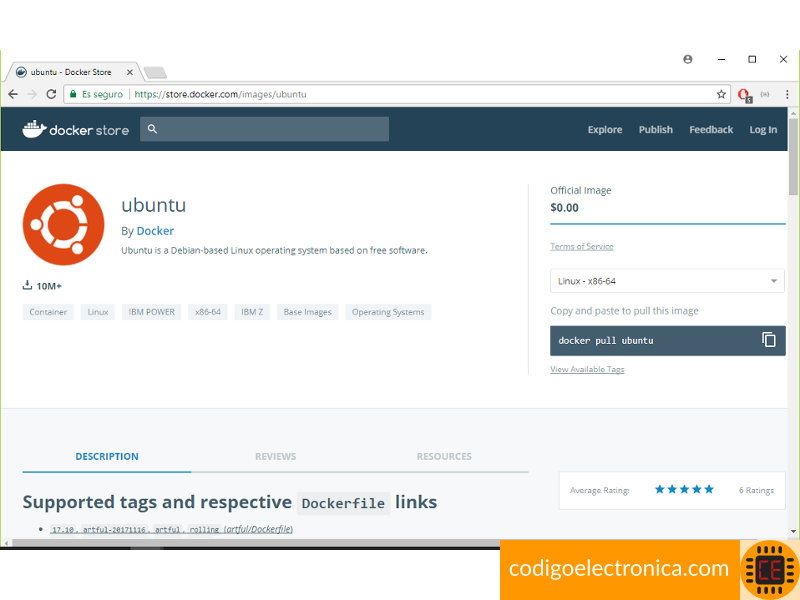 ubuntu - Docker Store
Es seguro | https://store.docker.com/images/ubuntu
docker store
Explore Publish Feedback Log In
ubuntu
By Docker
Ubuntu is a Debian-based Linux operating system based on free software.
10M+
Container Linux IBM POWER x86-64 IBM Z Base Images Operating Systems
Official Image
$0.00
Terms of Service
Linux - x86-64
Copy and paste to pull this image
docker pull ubuntu
View Available Tags
DESCRIPTION REVIEWS RESOURCES
Average Rating: 6 Ratings
Supported tags and respective Dockerfile links
17.10, artful-20171116, artful, rolling (artful/Dockerfile)
codigoelectronica.com
CE